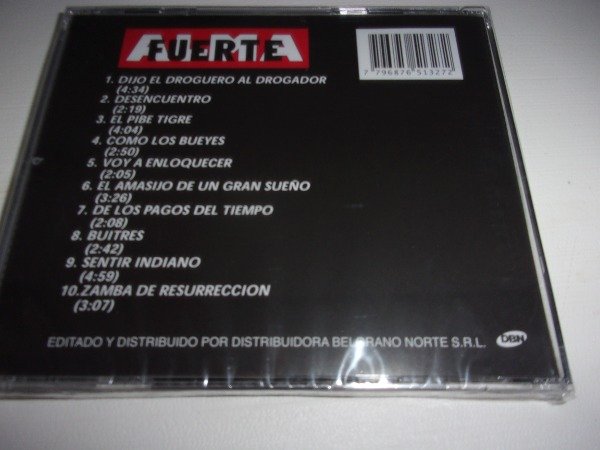 ALMA
FUERTE
7 796876 513272
1. DIJO EL DROGUERO AL DROGADOR
(4:34)
2. DESENCUENTRO
(2:19)
3. EL PIBE TIGRE
(4:04)
4. COMO LOS BUEYES
(2:50)
5. VOY A ENLOQUECER
(2:05)
6. EL AMASIJO DE UN GRAN SUEÑO
(3:26)
7. DE LOS PAGOS DEL TIEMPO
(2:08)
8. BUITRES
(2:42)
9. SENTIR INDIANO
(4:59)
10.ZAMBA DE RESURRECCION
(3:07)
EDITADO Y DISTRIBUIDO POR DISTRIBUIDORA BELGRANO NORTE S.R.L.
DBN